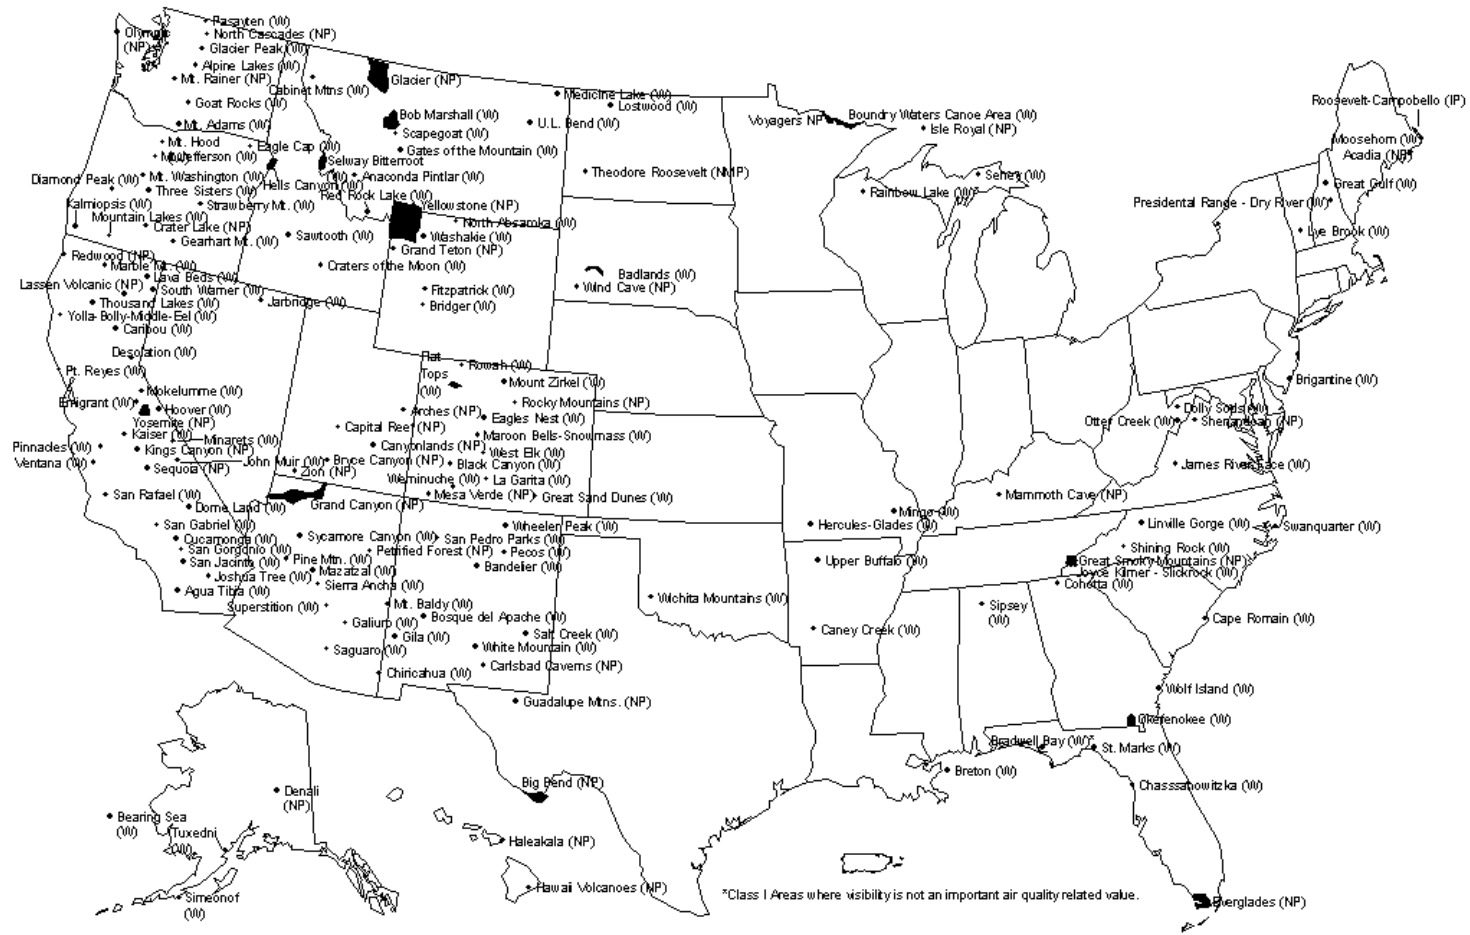 Pasayten (W)
Olympic
(NP)
North Cascades (NP)
Glacier Peak (W)
Alpine Lakes (W)
Mt. Rainer (NP)
Cabinet Mtns (W)
Glacier (NP)
Goat Rocks (W)
Mt. Adams (W)
Medicine Lake (W)
Lostwood (W)
Bob Marshall (W)
U.L. Bend (W)
Scapegoat (W)
Gates of the Mountain (W)
Voyagers NP
Boundry Waters Canoe Area (W)
Isle Royal (NP)
Roosevelt-Campobello (IP)
Moosehorn (W)
Acadia (NP)
Great Gulf (W)
Presidental Range - Dry River (W)
Lye Brook (W)
Mt. Hood
Mt. Jefferson (W)
Eagle Cap (W)
Selway Bitterroot
Mt. Washington (W)
Hells Canyon (W)
Anaconda Pintlar (W)
Diamond Peak (W)
Three Sisters (W)
Red Rock Lake (W)
Theodore Roosevelt (NMP)
Seney (W)
Rainbow Lake (W)*
Kalmiopsis (W)
Strawberry Mt. (W)
Yellowstone (NP)
Mountain Lakes (W)
Crater Lake (NP)
North Absaroka (W)
Gearhart Mt. (W)
Sawtooth (W)
Washakie (W)
Grand Teton (NP)
Redwood (NP)
Marble Mt. (W)
Craters of the Moon (W)
Lava Beds (W)
Badlands (W)
Wind Cave (NP)
Lassen Volcanic (NP)
South Warner (W)
Fitzpatrick (W)
Thousand Lakes (W)
Jarbridge (W)
Bridger (W)
Yolla-Bolly-Middle-Eel (W)
Caribou (W)
Desolation (W)
Flat
Tops
(W)
Rawah (W)
Pt. Reyes (W)
Mount Zirkel (W)
Mokelumme (W)
Rocky Mountains (NP)
Emigrant (W)
Hoover (W)
Arches (NP)
Eagles Nest (W)
Yosemite (NP)
Capital Reef (NP)
Kaiser (W)
Minarets (W)
Maroon Bells-Snowmass (W)
Pinnacles (W)
Kings Canyon (NP)
Canyonlands (NP)
West Elk (W)
Ventana (W)
John Muir (W)
Bryce Canyon (NP)
Black Canyon (W)
Sequoia (NP)
Zion (NP)
Weminuche (W)
La Garita (W)
San Rafael (W)
Mesa Verde (NP)
Great Sand Dunes (W)
Dome Land (W)
Grand Canyon (NP)
San Gabriel (W)
Wheelen Peak (W)
Cucamonga (W)
Sycamore Canyon (W)
San Pedro Parks (W)
San Gorgonio (W)
Petrified Forest (NP)
Pecos (W)
San Jacinto (W)
Pine Mtn. (W)
Bandelier (W)
Joshua Tree (W)
Mazatzal (W)
Agua Tibia (W)
Sierra Ancha (W)
Superstition (W)
Mt. Baldy (W)
Galiuro (W)
Bosque del Apache (W)
Gila (W)
Salt Creek (W)
Saguaro (W)
White Mountain (W)
Chiricahua (W)
Carlsbad Caverns (NP)
Guadalupe Mtns. (NP)
Big Bend (NP)
Brigantine (W)
Dolly Sods (W)
Otter Creek (W)
Shenandoah (NP)
James River Face (W)
Mammoth Cave (NP)
Mingo (W)
Hercules-Glades (W)
Linville Gorge (W)
Swanquarter (W)
Upper Buffalo (W)
Shining Rock (W)
Great Smoky Mountains (NP)
Joyce Kilmer - Slickrock (W)
Cohotta (W)
Wichita Mountains (W)
Sipsey
(W)
Cape Romain (W)
Caney Creek (W)
Wolf Island (W)
Okefenokee (W)
Bradwell Bay (W)*
St. Marks (W)
Breton (W)
Chasssahowitzka (W)
Everglades (NP)
Denali
(NP)
Bearing Sea
(W)
Tuxedni
(W)
Simeonof
(W)
Haleakala (NP)
Hawaii Volcanoes (NP)
*Class I Areas where visibility is not an important air quality related value.